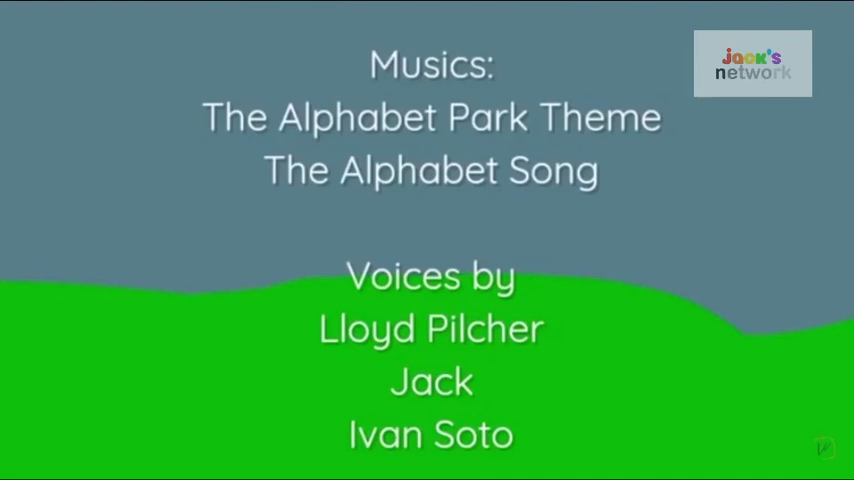 jack's
network
Musics:
The Alphabet Park Theme
The Alphabet Song
Voices by
Lloyd Pilcher
Jack
Ivan Soto